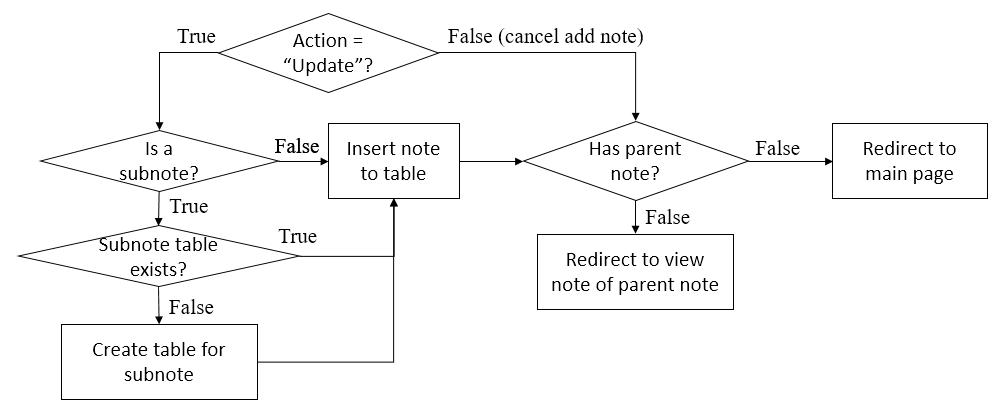 True
Action =
“Update”?
False (cancel add note)
Is a
subnote?
False
Insert note
to table
Has parent
note?
False
Redirect to
main page
True
False
Subnote table
exists?
True
Redirect to view
note of parent note
False
Create table for
subnote